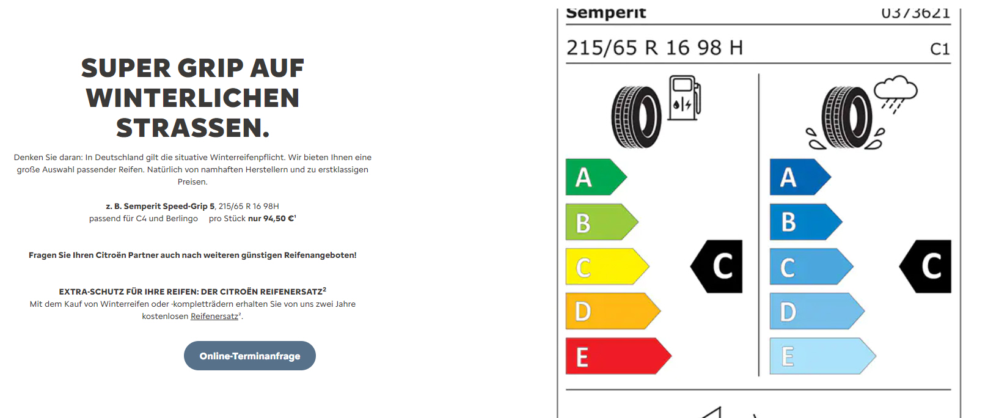 SUPER GRIP AUF
WINTERLICHEN
STRASSEN.
Denken Sie daran: In Deutschland gilt die situative Winterreifenpflicht. Wir bieten Ihnen eine
große Auswahl passender Reifen. Natürlich von namhaften Herstellern und zu erstklassigen
Preisen.
z. B. Semperit Speed-Grip 5, 215/65 R 16 98H
passend für C4 und Berlingo pro Stück nur 94,50 €¹
Fragen Sie Ihren Citroën Partner auch nach weiteren günstigen Reifenangeboten!
EXTRA-SCHUTZ FÜR IHRE REIFEN: DER CITROËN REIFENERSATZ²
Mit dem Kauf von Winterreifen oder -kompletträdern erhalten Sie von uns zwei Jahre
kostenlosen Reifenersatz².
Online-Terminanfrage
Semperit 0373621
215/65 R 16 98 H C1
A A
B B
C C C C
D D
E E